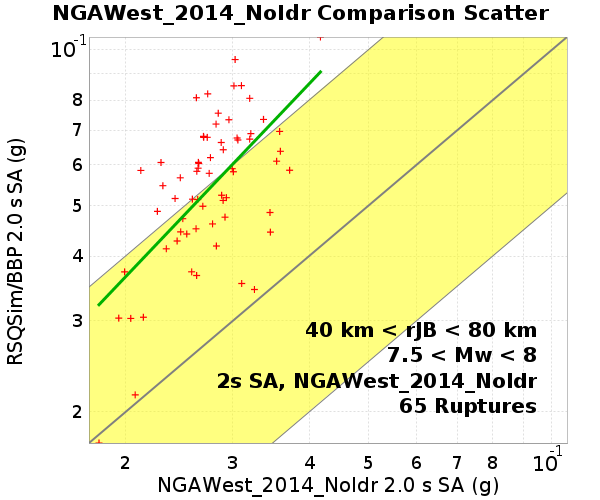 NGAWest_2014_NoIdr Comparison Scatter
RSQSim/BBP 2.0 s SA (g)
10^-1
8
7
6
5
4
3
2
40 km < rJB < 80 km
7.5 < Mw < 8
2s SA, NGAWest_2014_NoIdr
65 Ruptures
2 3 4 5 6 7 8 10^-1
NGAWest_2014_NoIdr 2.0 s SA (g)